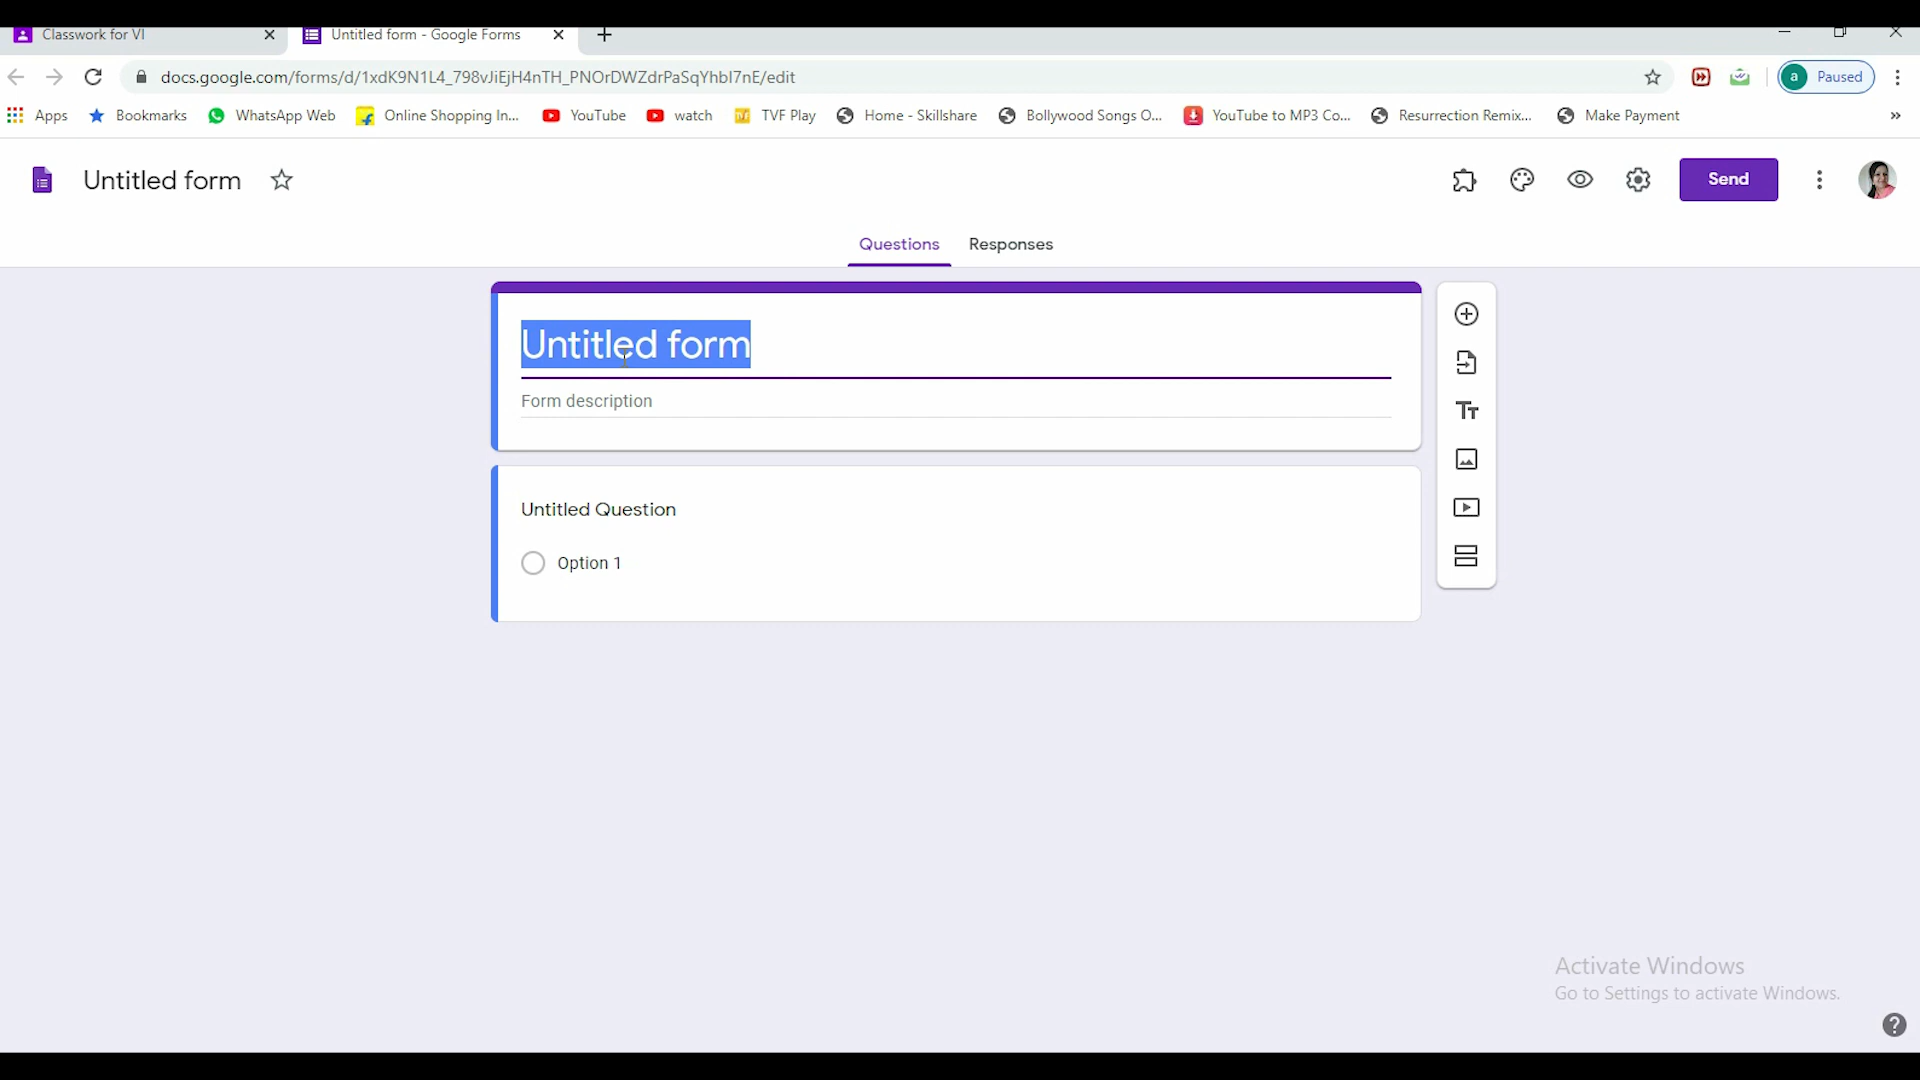 Classwork for VI
Untitled form - Google Forms
docs.google.com/forms/d/1xdK9N1L4_798vJiEjH4nTH_PNOrDWZdrPaSqYhbI7nE/edit
a Paused
Apps Bookmarks WhatsApp Web Online Shopping In... YouTube watch TVF Play Home - Skillshare Bollywood Songs O... YouTube to MP3 Co... Resurrection Remix... Make Payment »
Untitled form
Send
Questions Responses
Untitled form
Form description
Untitled Question
Option 1
Activate Windows
Go to Settings to activate Windows.